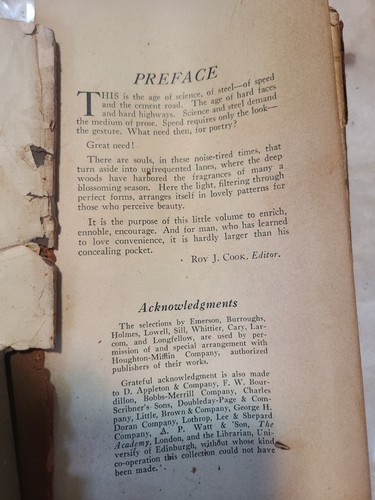 PREFACE
THIS is the age of science, of steel—of speed
and the cement road. The age of hard faces
and hard highways. Science and steel demand
the medium of prose. Speed requires only the look—
the gesture. What need then, for poetry?
Great need!
There are souls, in these noise-tired times, that
turn aside into unfrequented lanes, where the deep
woods have harbored the fragrances of many a
blossoming season. Here the light, filtering through
perfect forms, arranges itself in lovely patterns for
those who perceive beauty.
It is the purpose of this little volume to enrich,
ennoble, encourage. And for man, who has learned
to love convenience, it is hardly larger than his
concealing pocket.
ROY J. COOK, Editor.
Acknowledgments
The selections by Emerson, Burroughs,
Holmes, Lowell, Sill, Whittier, Cary, Lar-
com, and Longfellow, are used by per-
mission of and special arrangement with
Houghton-Mifflin Company, authorized
publishers of their works.
Grateful acknowledgment is also made
to D. Appleton & Company, F. W. Bour-
dillon, Bobbs-Merrill Company, Charles
Scribner's Sons, Doubleday-Page & Com-
pany, Little, Brown & Company, George H.
Doran Company, Lothrop, Lee & Shepard
Company, A. P. Watt & Son, The
Academy, London, and the Librarian, Uni-
versity of Edinburgh, without whose kind
co-operation this collection could not have
been made.